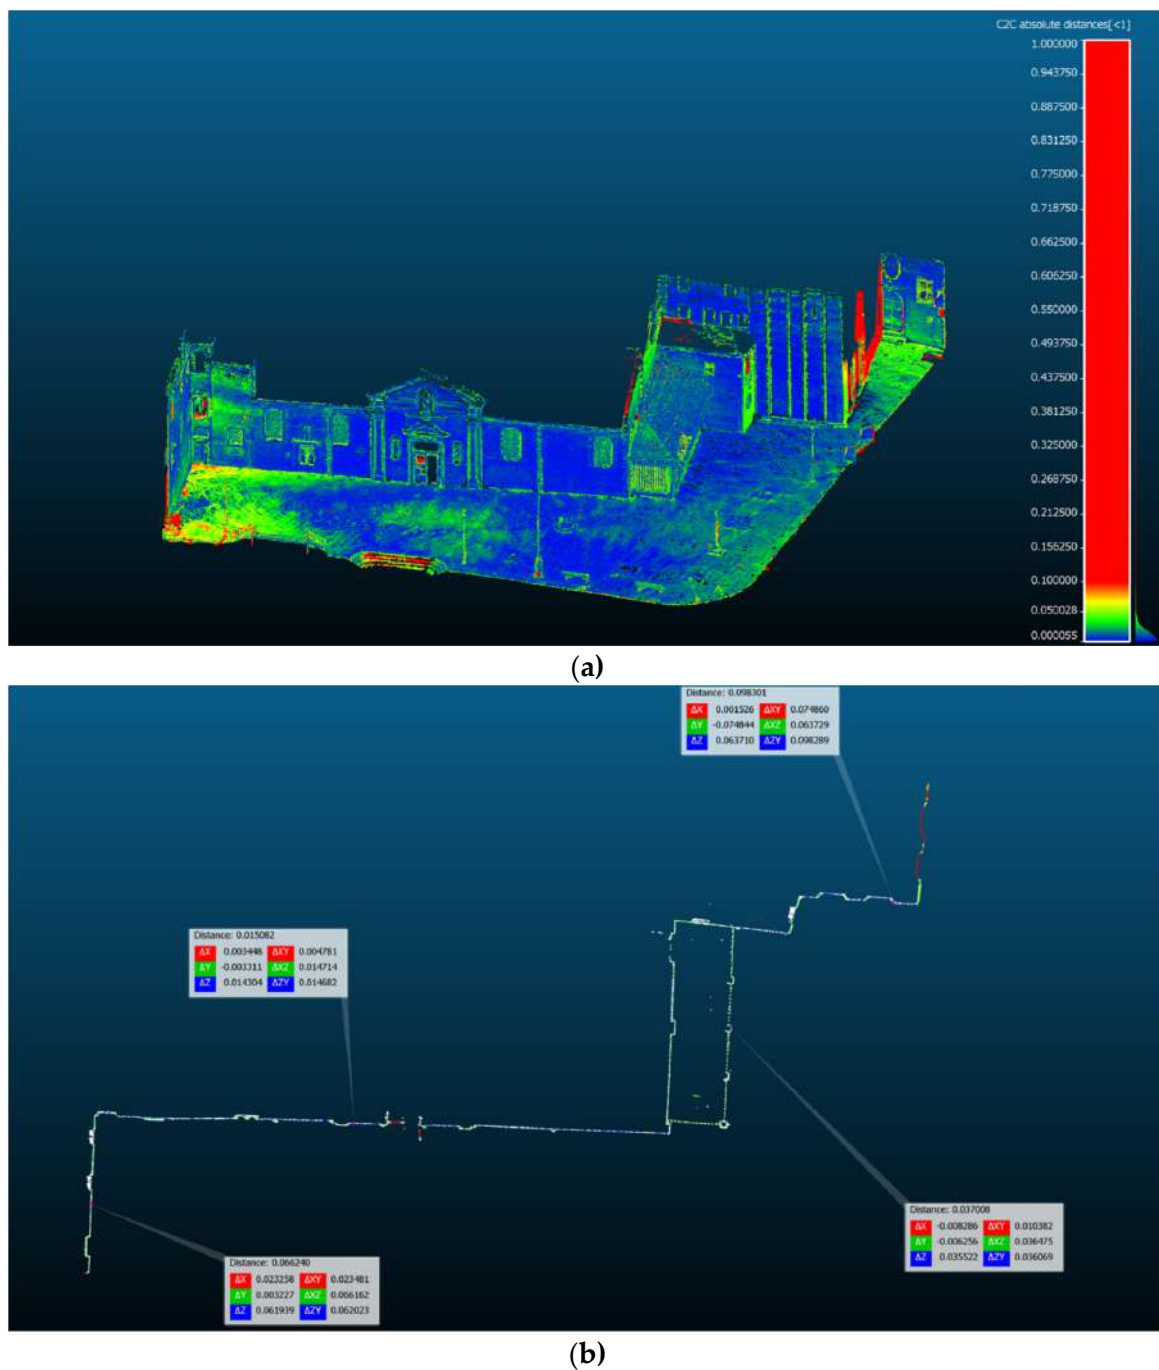 C2C absolute distances[<1]
1.000000
0.943750
0.887500
0.831250
0.775000
0.718750
0.662500
0.606250
0.550000
0.493750
0.437500
0.381250
0.325000
0.268750
0.212500
0.156250
0.100000
0.050028
0.000055
(a)
Distance: 0.098301
ΔX 0.001526 ΔXY 0.074860
ΔY -0.074844 ΔXZ 0.063729
ΔZ 0.063710 ΔZY 0.098289
Distance: 0.015082
ΔX 0.003448 ΔXY 0.004781
ΔY -0.003311 ΔXZ 0.014714
ΔZ 0.014304 ΔZY 0.014682
Distance: 0.037008
ΔX -0.008286 ΔXY 0.010382
ΔY -0.006256 ΔXZ 0.036475
ΔZ 0.035522 ΔZY 0.036069
Distance: 0.066240
ΔX 0.023258 ΔXY 0.023481
ΔY 0.003227 ΔXZ 0.066162
ΔZ 0.061939 ΔZY 0.062023
(b)